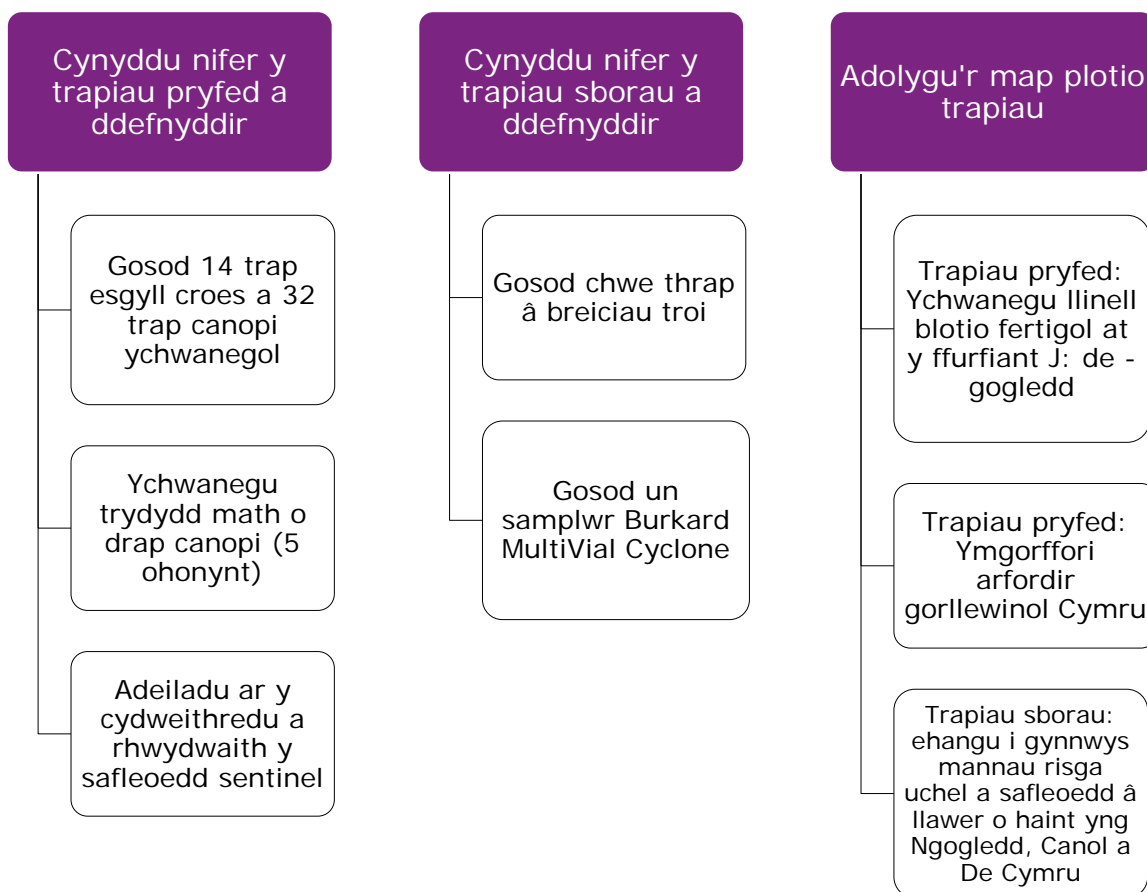 Cynyddu nifer y
trapiau pryfed a
ddefnyddir
Gosod 14 trap
esgyll croes a 32
trap canopi
ychwanegol
Ychwanegu
trydydd math o
drap canopi (5
ohonynt)
Adeiladu ar y
cydweithredu a
rhwydwaith y
safleoedd sentinel
Cynyddu nifer y
trapiau sborau a
ddefnyddir
Gosod chwe thrap
â breiciau troi
Gosod un
samplwr Burkard
MultiVial Cyclone
Adolygu'r map plotio
trapiau
Trapiau pryfed:
Ychwanegu llinell
blotio fertigol at
y ffurfiant J: de -
gogledd
Trapiau pryfed:
Ymgorffori
arfordir
gorllewinol Cymru
Trapiau sborau:
ehangu i gynnwys
mannau risga
uchel a safleoedd â
llawer o haint yng
Ngogledd, Canol a
De Cymru